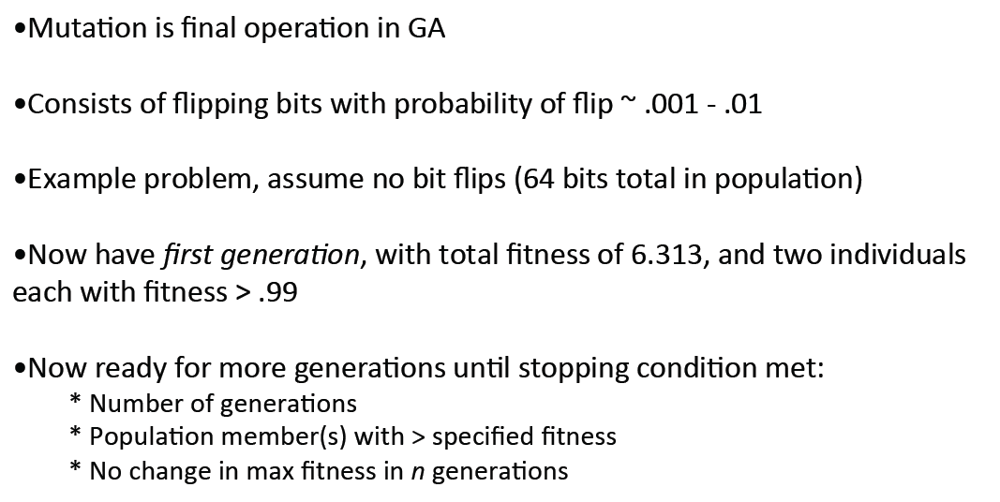 •Mutation is final operation in GA
•Consists of flipping bits with probability of flip ~ .001 - .01
•Example problem, assume no bit flips (64 bits total in population)
•Now have first generation, with total fitness of 6.313, and two individuals
each with fitness > .99
•Now ready for more generations until stopping condition met:
* Number of generations
* Population member(s) with > specified fitness
* No change in max fitness in n generations